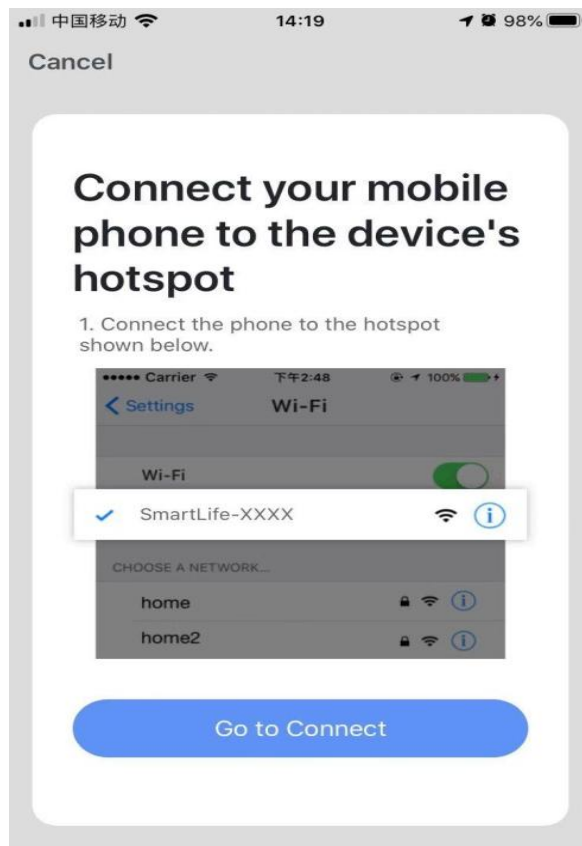 中国移动 14:19 98%
Cancel
Connect your mobile
phone to the device's
hotspot
1. Connect the phone to the hotspot
shown below.
Carrier 下午2:48 100%
Settings Wi-Fi
Wi-Fi
SmartLife-XXXX
CHOOSE A NETWORK...
home
home2
Go to Connect